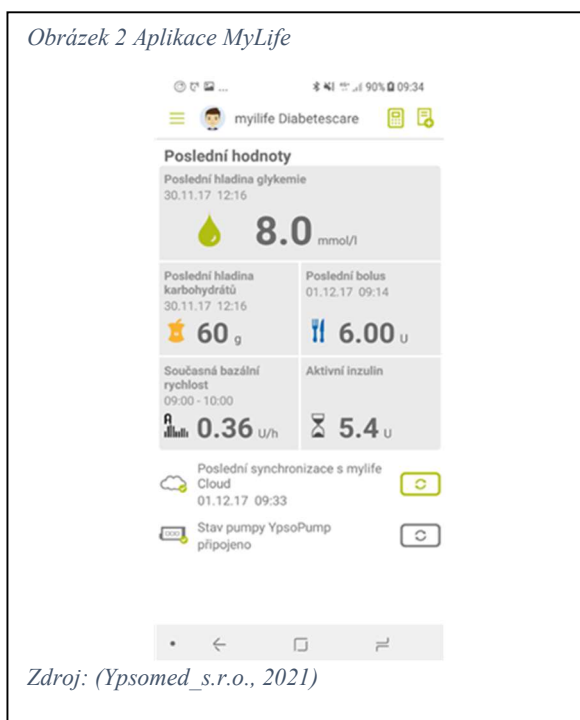 Obrázek 2 Aplikace MyLife
... 90% 09:34
mylife Diabetescare
Poslední hodnoty
Poslední hladina glykemie
30.11.17 12:16
8.0 mmol/l
Poslední hladina
karbohydrátů
30.11.17 12:16
60 g
Poslední bolus
01.12.17 09:14
6.00 U
Současná bazální
rychlost
09:00 - 10:00
A
0.36 U/h
Aktivní inzulin
5.4 U
Poslední synchronizace s mylife
Cloud
01.12.17 09:33
Stav pumpy YpsoPump
připojeno
Zdroj: (Ypsomed_s.r.o., 2021)